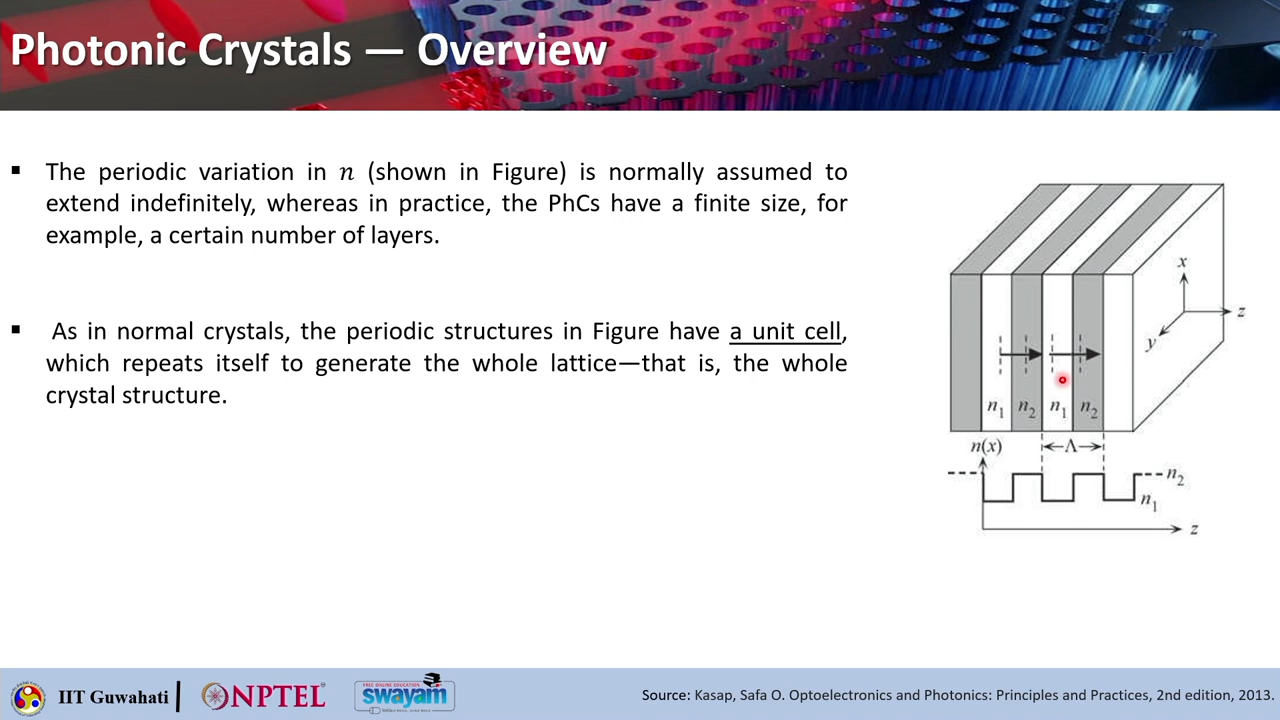 Photonic Crystals — Overview
▪ The periodic variation in n (shown in Figure) is normally assumed to
extend indefinitely, whereas in practice, the PhCs have a finite size, for
example, a certain number of layers.
▪ As in normal crystals, the periodic structures in Figure have a unit cell,
which repeats itself to generate the whole lattice—that is, the whole
crystal structure.
x
z
y
n₁ n₂ n₁ n₂
n(x) Λ
n₂
n₁
z
IIT Guwahati
NPTEL
FREE ONLINE EDUCATION
swayam
Source: Kasap, Safa O. Optoelectronics and Photonics: Principles and Practices, 2nd edition, 2013.